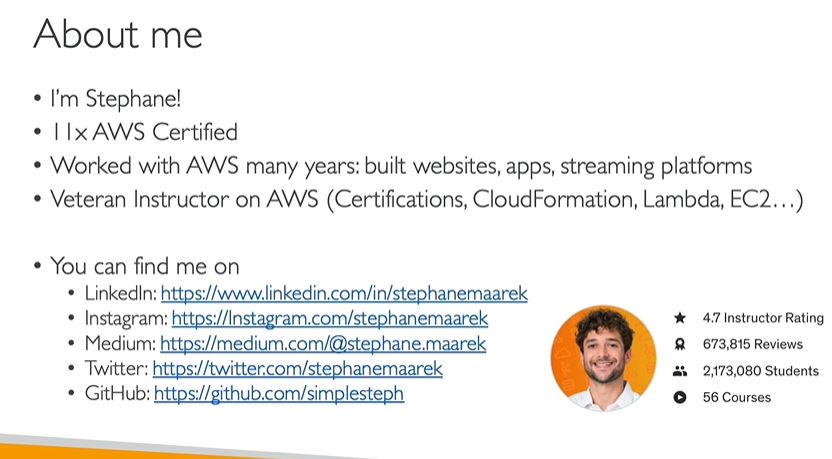 About me
• I'm Stephane!
• 11x AWS Certified
• Worked with AWS many years: built websites, apps, streaming platforms
• Veteran Instructor on AWS (Certifications, CloudFormation, Lambda, EC2…)
• You can find me on
• LinkedIn: https://www.linkedin.com/in/stephanemaarek
• Instagram: https://Instagram.com/stephanemaarek
• Medium: https://medium.com/@stephane.maarek
• Twitter: https://twitter.com/stephanemaarek
• GitHub: https://github.com/simplesteph
4.7 Instructor Rating
673,815 Reviews
2,173,080 Students
56 Courses